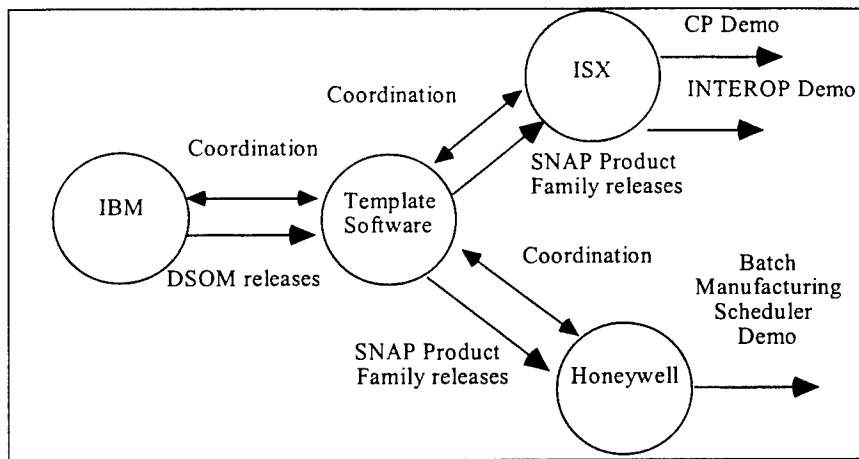 CP Demo
ISX
INTEROP Demo
Coordination
Coordination
SNAP Product
Family releases
IBM
Template
Software
DSOM releases
Coordination
Batch
Manufacturing
Scheduler
Demo
SNAP Product
Family releases
Honeywell